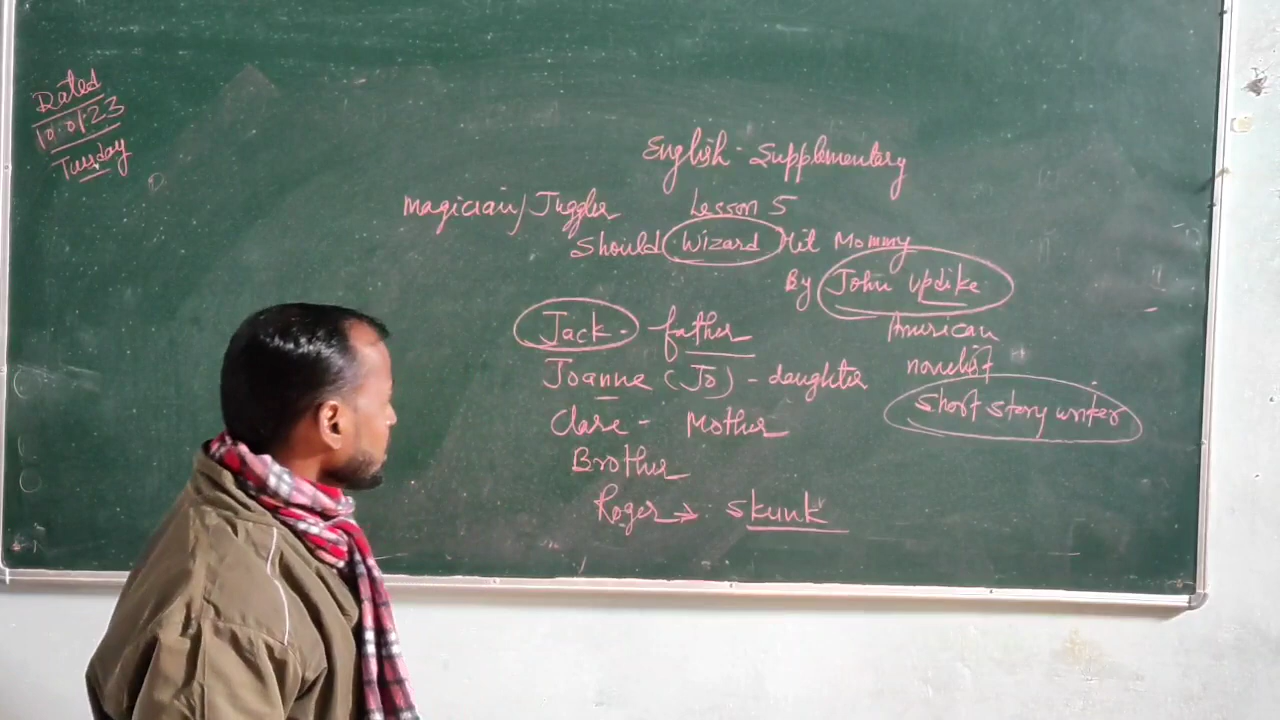 Dated
10.01.23
Tuesday
English Supplementary
Magician/Juggler Lesson 5
Should Wizard Hit Mommy
By John Updike
American
novelist
short story writer
Jack - father
Joanne (Jo) - daughter
Clare - Mother
Brother
Roger → skunk